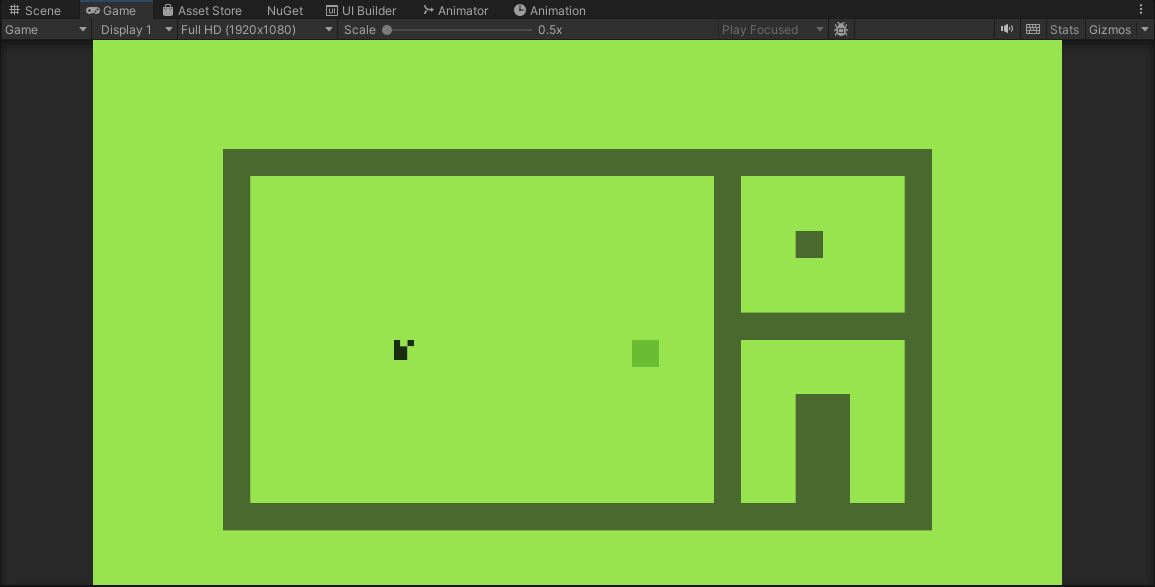 Scene Game Asset Store NuGet UI Builder Animator Animation
Game Display 1 Full HD (1920x1080) Scale 0.5x Play Focused Stats Gizmos